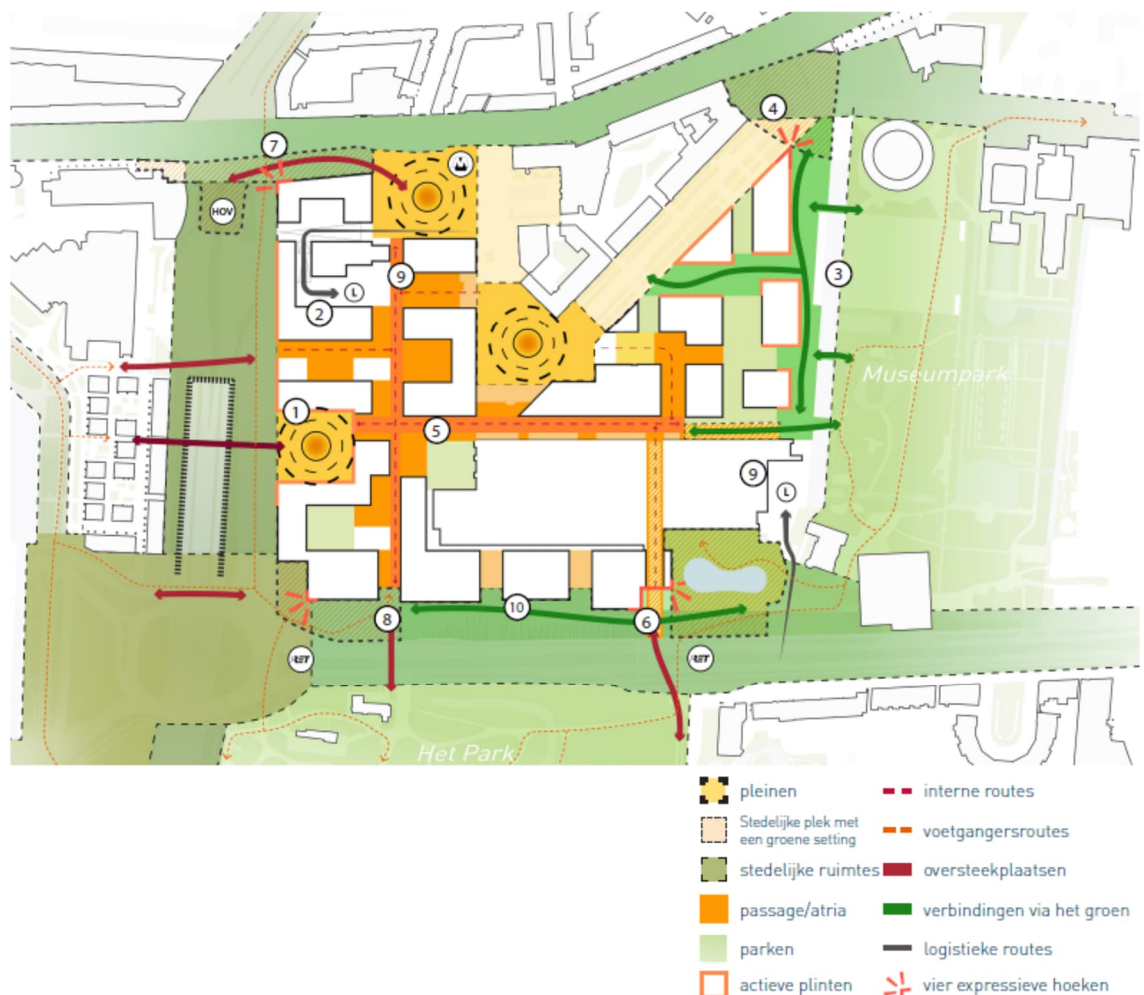 4
7
HOV
9
3
L
2
Museumpark
1
5
9
L
10
8
6
RET
RET
Het Park
pleinen
interne routes
Stedelijke plek met
een groene setting
voetgangersroutes
stedelijke ruimtes
oversteekplaatsen
passage/atria
verbindingen via het groen
parken
logistieke routes
actieve plinten
vier expressieve hoeken